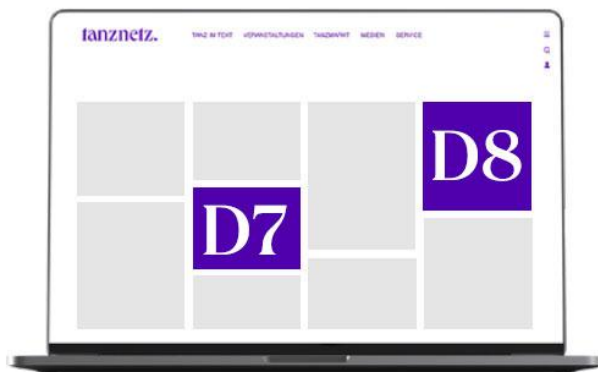 tanznetz.
TANZ IM TEXT VERANSTALTUNGEN TANZMARKT MEDIEN SERVICE
D8
D7